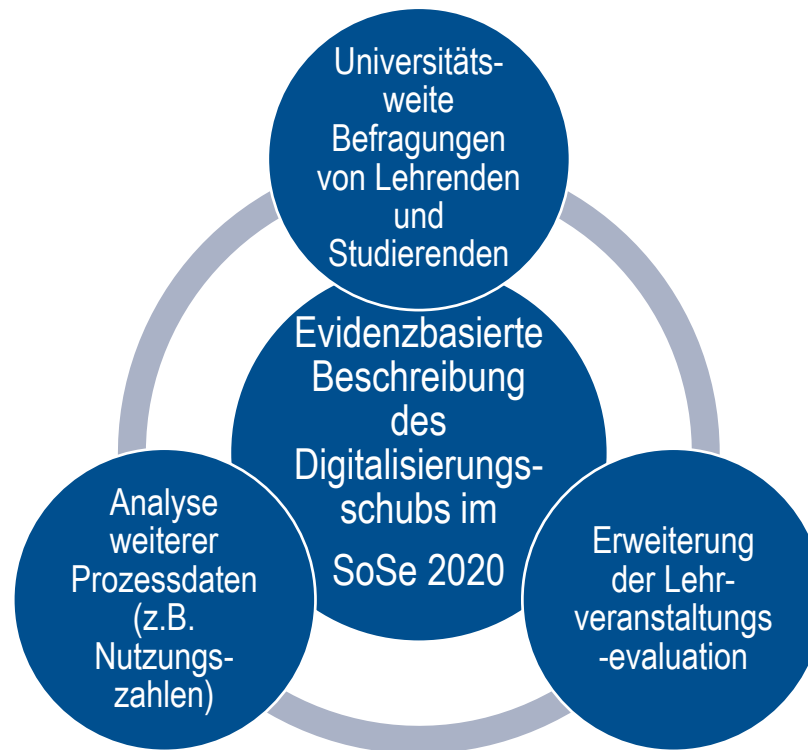 Universitäts-
weite
Befragungen
von Lehrenden
und
Studierenden
Evidenzbasierte
Beschreibung
des
Digitalisierungs-
schubs im
SoSe 2020
Analyse
weiterer
Prozessdaten
(z.B.
Nutzungs-
zahlen)
Erweiterung
der Lehr-
veranstaltungs
-evaluation